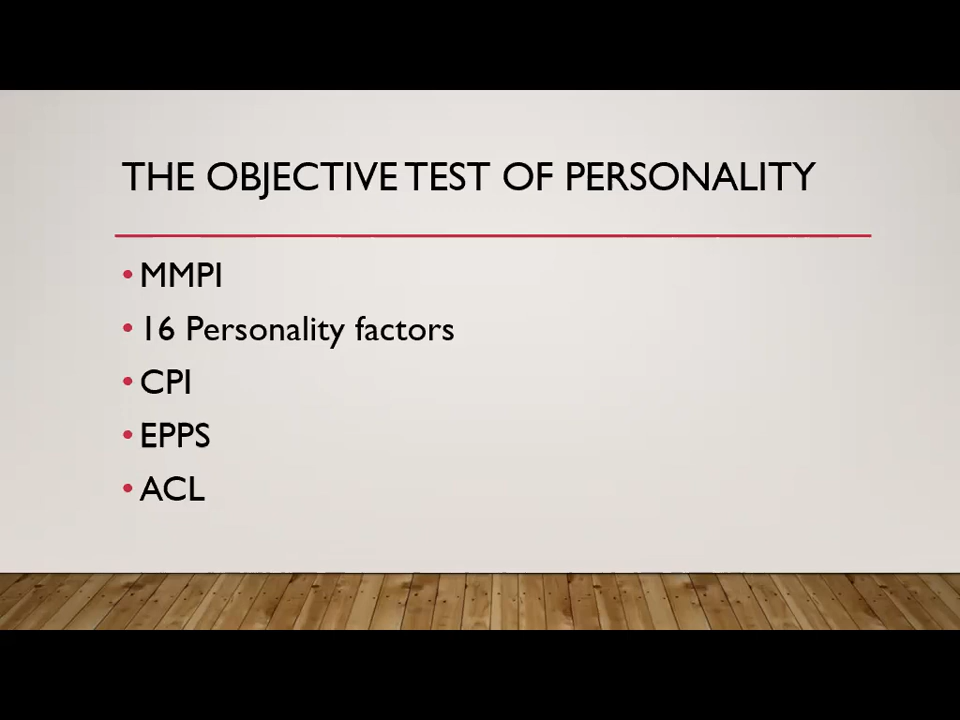 THE OBJECTIVE TEST OF PERSONALITY
• MMPI
• 16 Personality factors
• CPI
• EPPS
• ACL